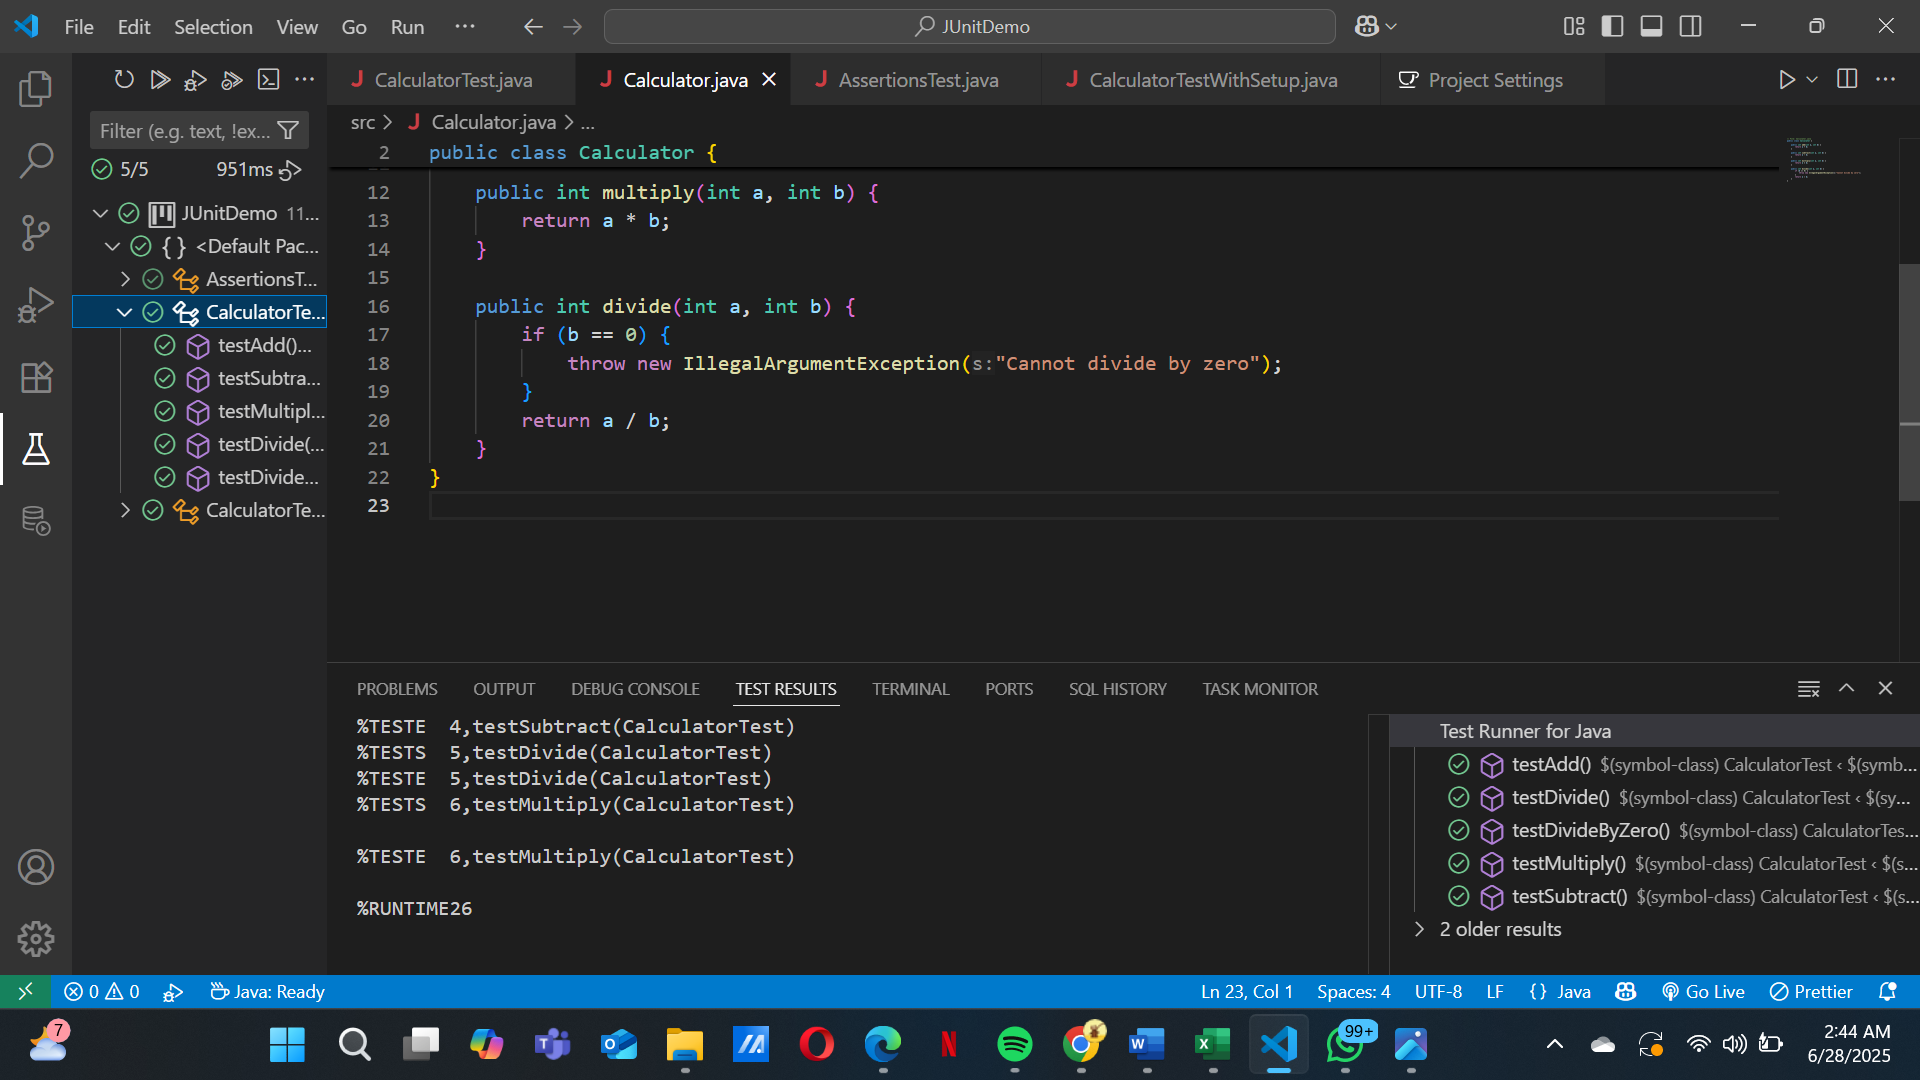 File Edit Selection View Go Run ···
JUnitDemo
CalculatorTest.java
Calculator.java
AssertionsTest.java
CalculatorTestWithSetup.java
Project Settings
Filter (e.g. text, !ex...
5/5 951ms
JUnitDemo 11...
{} <Default Pac...
AssertionsT...
CalculatorTe...
testAdd()...
testSubtra...
testMultipl...
testDivide(...
testDivide...
CalculatorTe...
src > J Calculator.java > ...
2 public class Calculator {
12 public int multiply(int a, int b) {
13 return a * b;
14 }
15
16 public int divide(int a, int b) {
17 if (b == 0) {
18 throw new IllegalArgumentException(s:"Cannot divide by zero");
19 }
20 return a / b;
21 }
22 }
23
PROBLEMS OUTPUT DEBUG CONSOLE TEST RESULTS TERMINAL PORTS SQL HISTORY TASK MONITOR
%TESTE 4,testSubtract(CalculatorTest)
%TESTS 5,testDivide(CalculatorTest)
%TESTE 5,testDivide(CalculatorTest)
%TESTS 6,testMultiply(CalculatorTest)
%TESTE 6,testMultiply(CalculatorTest)
%RUNTIME26
Test Runner for Java
testAdd() $(symbol-class) CalculatorTest ‹ $(symb...
testDivide() $(symbol-class) CalculatorTest ‹ $(sy...
testDivideByZero() $(symbol-class) CalculatorTes...
testMultiply() $(symbol-class) CalculatorTest ‹ $(s...
testSubtract() $(symbol-class) CalculatorTest ‹ $(s...
2 older results
0 0 Java: Ready
Ln 23, Col 1 Spaces: 4 UTF-8 LF {} Java Go Live Prettier
7
99+
2:44 AM
6/28/2025